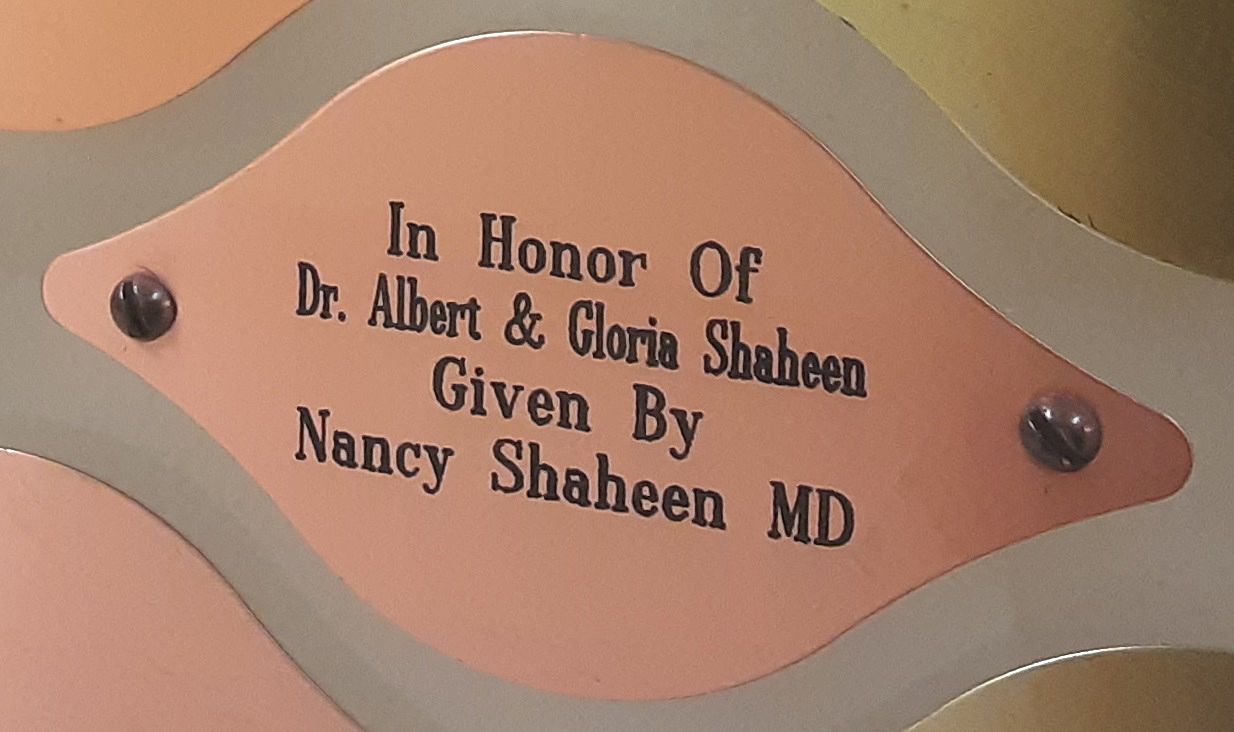 In Honor Of
Dr. Albert & Gloria Shaheen
Given By
Nancy Shaheen MD